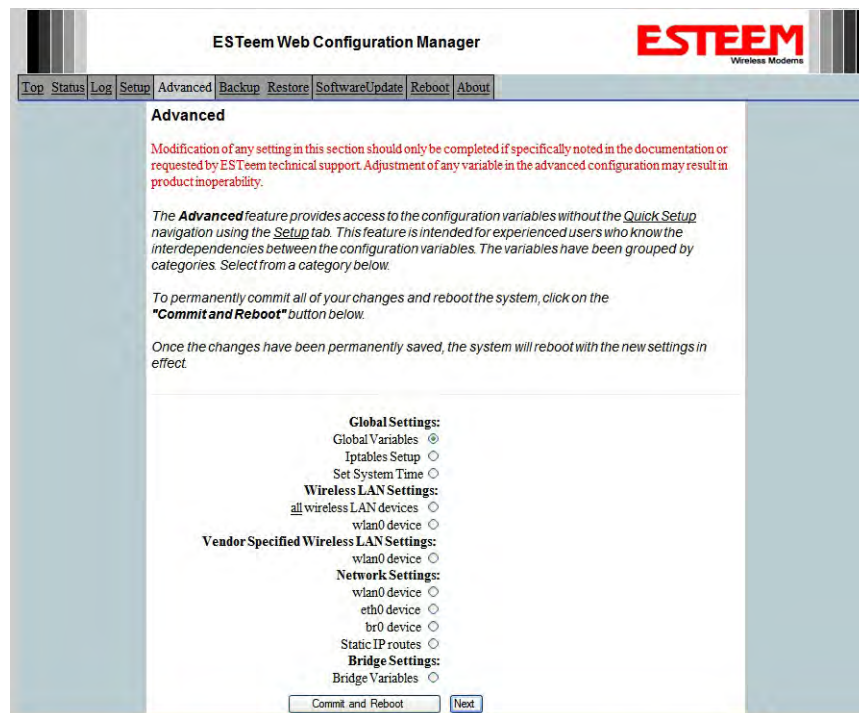 ESTeem Web Configuration Manager
ESTEEM
Wireless Modems
Top Status Log Setup Advanced Backup Restore SoftwareUpdate Reboot About
Advanced
Modification of any setting in this section should only be completed if specifically noted in the documentation or
requested by ESTeem technical support. Adjustment of any variable in the advanced configuration may result in
product inoperability.
The Advanced feature provides access to the configuration variables without the Quick Setup
navigation using the Setup tab. This feature is intended for experienced users who know the
interdependencies between the configuration variables. The variables have been grouped by
categories. Select from a category below.
To permanently commit all of your changes and reboot the system, click on the
"Commit and Reboot" button below.
Once the changes have been permanently saved, the system will reboot with the new settings in
effect.
Global Settings:
Global Variables
Iptables Setup
Set System Time
Wireless LAN Settings:
all wireless LAN devices
wlan0 device
Vendor Specified Wireless LAN Settings:
wlan0 device
Network Settings:
wlan0 device
eth0 device
br0 device
Static IP routes
Bridge Settings:
Bridge Variables
Commit and Reboot Next